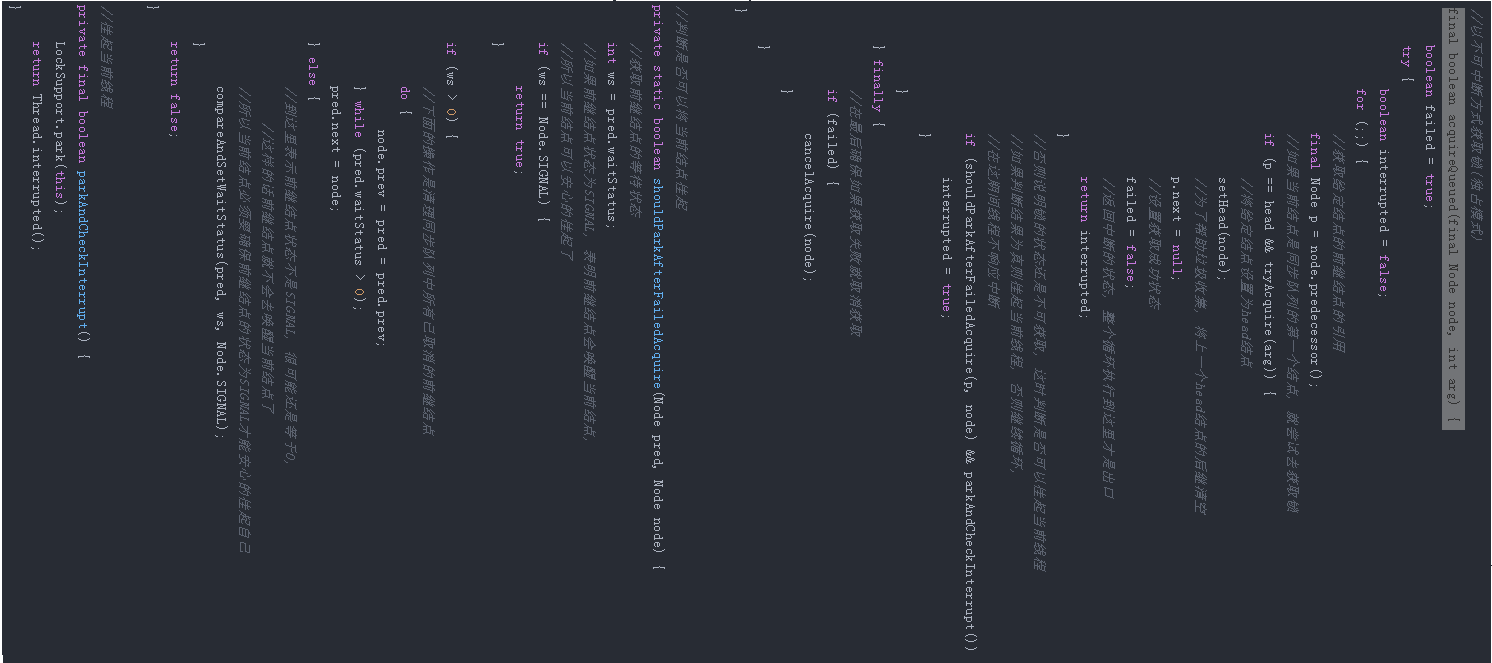 //以不可中断方式获取锁(独占模式)
final boolean acquireQueued(final Node node, int arg) {
    boolean failed = true;
    try {
        boolean interrupted = false;
        for (;;) {
            //获取给定结点的前继结点的引用
            final Node p = node.predecessor();
            //如果当前结点是同步队列的第一个结点, 就尝试去获取锁
            if (p == head && tryAcquire(arg)) {
                //将给定结点设置为head结点
                setHead(node);
                //为了帮助垃圾收集, 将上一个head结点的后继清空
                p.next = null;
                //设置获取成功状态
                failed = false;
                //返回中断的状态, 整个循环执行到这里才是出口
                return interrupted;
            }
            //否则说明锁的状态还是不可获取, 这时判断是否可以挂起当前线程
            //如果判断结果为真则挂起当前线程, 否则继续循环,
            //在这期间线程不响应中断
            if (shouldParkAfterFailedAcquire(p, node) && parkAndCheckInterrupt())
                interrupted = true;
            }
        }
    } finally {
        //在最后确保如果获取失败就取消获取
        if (failed) {
            cancelAcquire(node);
        }
    }
}
//判断是否可以将当前结点挂起
private static boolean shouldParkAfterFailedAcquire(Node pred, Node node) {
    //获取前继结点的等待状态
    int ws = pred.waitStatus;
    //如果前继结点状态为SIGNAL, 表明前继结点会唤醒当前结点,
    //所以当前结点可以安心的挂起了
    if (ws == Node.SIGNAL) {
        return true;
    }
    if (ws > 0) {
        //下面的操作是清理同步队列中所有已取消的前继结点
        do {
            node.prev = pred = pred.prev;
        } while (pred.waitStatus > 0);
        pred.next = node;
    } else {
        //到这里表示前继结点状态不是SIGNAL, 很可能还是等于0,
        //这样的话前继结点就不会去唤醒当前结点了
        //所以当前结点必须要确保前继结点的状态为SIGNAL才能安心的挂起自己
        compareAndSetWaitStatus(pred, ws, Node.SIGNAL);
    }
    return false;
}
//挂起当前线程
private final boolean parkAndCheckInterrupt() {
    LockSupport.park(this);
    return Thread.interrupted();
}